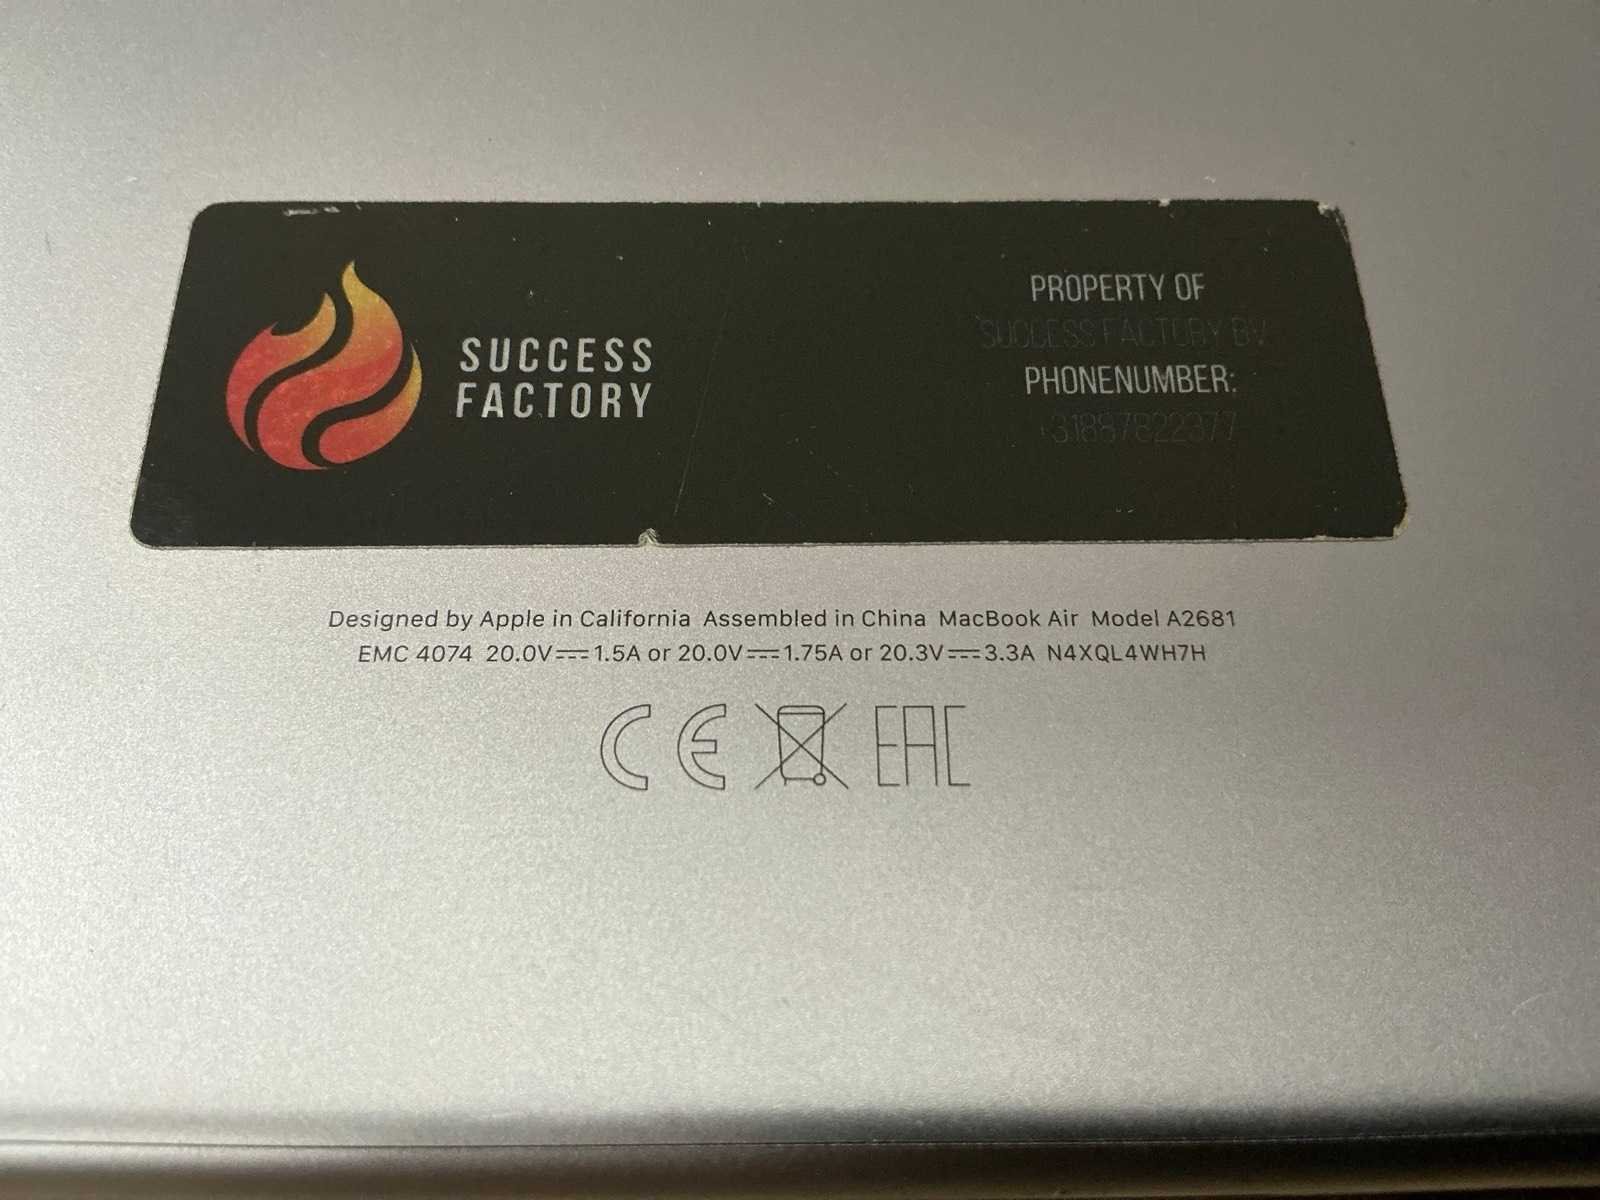 SUCCESS
FACTORY
PROPERTY OF
SUCCESS FACTORY BV
PHONENUMBER:
+31887822377
Designed by Apple in California Assembled in China MacBook Air Model A2681
EMC 4074 20.0V⎓1.5A or 20.0V⎓1.75A or 20.3V⎓3.3A N4XQL4WH7H
CE EAC